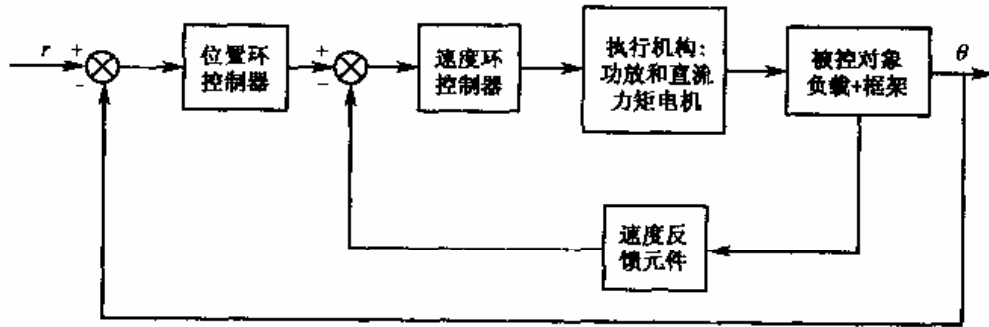 r
+
-
位置环
控制器
+
-
速度环
控制器
执行机构：
功放和直流
力矩电机
被控对象
负载+框架
θ
速度反
馈元件